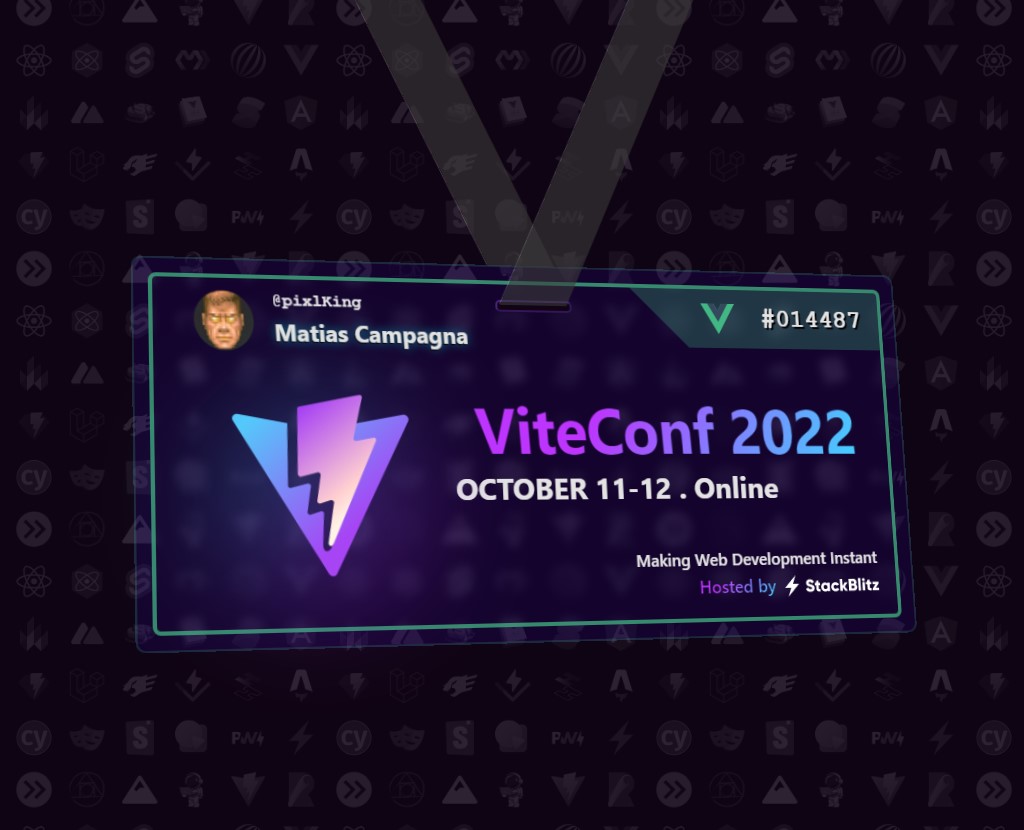 @pixlKing
Matias Campagna
#014487
ViteConf 2022
OCTOBER 11-12 . Online
Making Web Development Instant
Hosted by StackBlitz